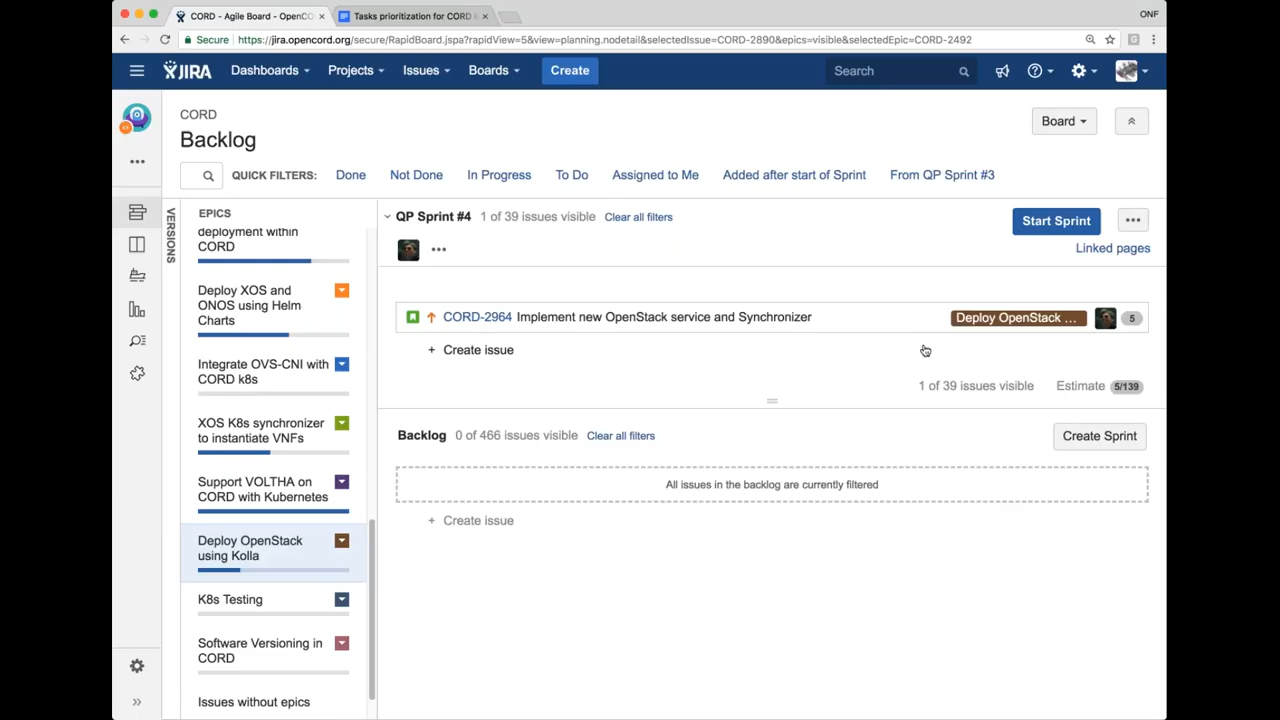 CORD - Agile Board - OpenCO
Tasks prioritization for CORD
ONF
Secure
https://jira.opencord.org/secure/RapidBoard.jspa?rapidView=5&view=planning.nodetail&selectedIssue=CORD-2890&epics=visible&selectedEpic=CORD-2492
JIRA
Dashboards
Projects
Issues
Boards
Create
Search
CORD
Backlog
Board
QUICK FILTERS:
Done
Not Done
In Progress
To Do
Assigned to Me
Added after start of Sprint
From QP Sprint #3
VERSIONS
EPICS
deployment within
CORD
Deploy XOS and
ONOS using Helm
Charts
Integrate OVS-CNI with
CORD k8s
XOS K8s synchronizer
to instantiate VNFs
Support VOLTHA on
CORD with Kubernetes
Deploy OpenStack
using Kolla
K8s Testing
Software Versioning in
CORD
Issues without epics
QP Sprint #4
1 of 39 issues visible
Clear all filters
Start Sprint
Linked pages
CORD-2964 Implement new OpenStack service and Synchronizer
Deploy OpenStack ...
5
+ Create issue
1 of 39 issues visible
Estimate 5/139
Backlog
0 of 466 issues visible
Clear all filters
Create Sprint
All issues in the backlog are currently filtered
+ Create issue